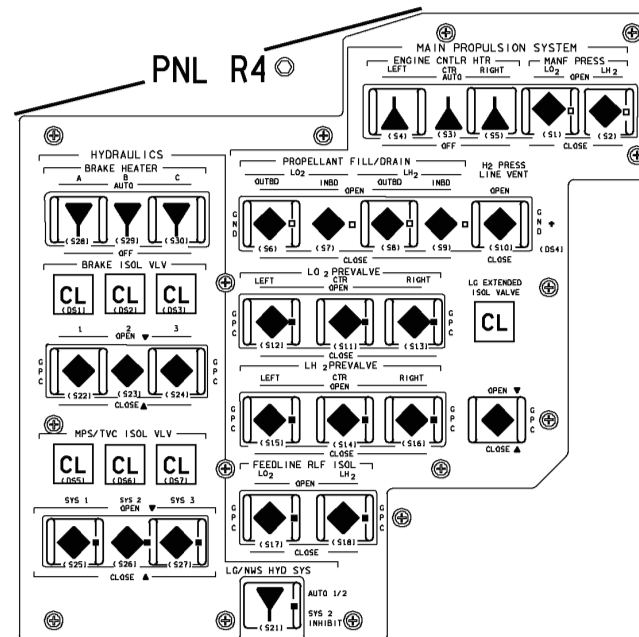 PNL R4
MAIN PROPULSION SYSTEM
ENGINE CNTLR HTR
MANF PRESS
LEFT CTR RIGHT
AUTO
LO2 LH2
OPEN
(S4) (S3) (S5) (S1) (S2)
OFF
CLOSE
PROPELLANT FILL/DRAIN
LO2 LH2
H2 PRESS
LINE VENT
OUTBD INBD OUTBD INBD
OPEN
OPEN
GND
GND
(S6) (S7) (S8) (S9) (S10)
(DS4)
CLOSE
CLOSE
HYDRAULICS
BRAKE HEATER
A B C
AUTO
(S28) (S29) (S30)
OFF
BRAKE ISOL VLV
CL CL CL
(DS1) (DS2) (DS3)
1 2 3
OPEN
GPC
GPC
(S22) (S23) (S24)
CLOSE
LO2 PREVALVE
LEFT CTR RIGHT
OPEN
GPC
GPC
(S12) (S11) (S13)
CLOSE
LG EXTENDED
ISOL VALVE
CL
LH2 PREVALVE
LEFT CTR RIGHT
OPEN
GPC
GPC
(S15) (S14) (S16)
CLOSE
OPEN
GPC
CLOSE
MPS/TVC ISOL VLV
CL CL CL
(DS5) (DS6) (DS7)
SYS 1 SYS 2 SYS 3
OPEN
(S25) (S26) (S27)
CLOSE
FEEDLINE RLF ISOL
LO2 LH2
OPEN
GPC
GPC
(S17) (S18)
CLOSE
LG/NWS HYD SYS
AUTO 1/2
SYS 2
INHIBIT
(S21)